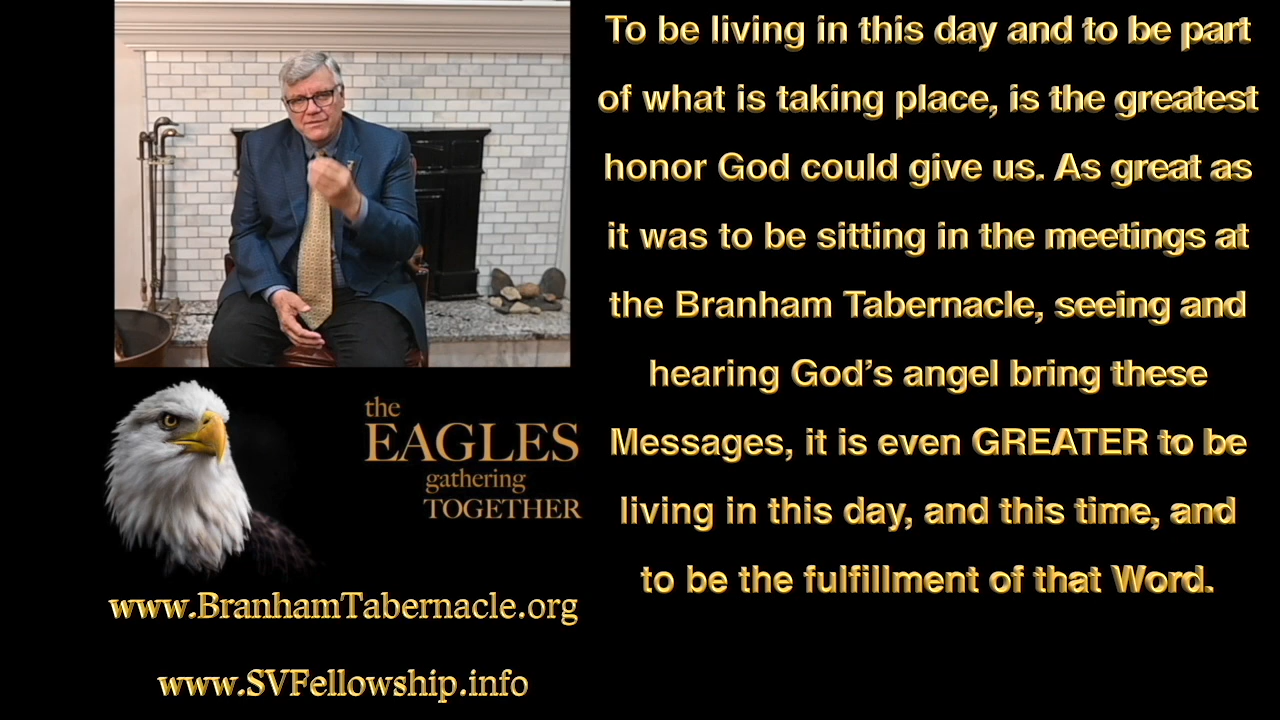 To be living in this day and to be part
of what is taking place, is the greatest
honor God could give us. As great as
it was to be sitting in the meetings at
the Branham Tabernacle, seeing and
hearing God’s angel bring these
Messages, it is even GREATER to be
living in this day, and this time, and
to be the fulfillment of that Word.
the
EAGLES
gathering
TOGETHER
www.BranhamTabernacle.org
www.SVFellowship.info